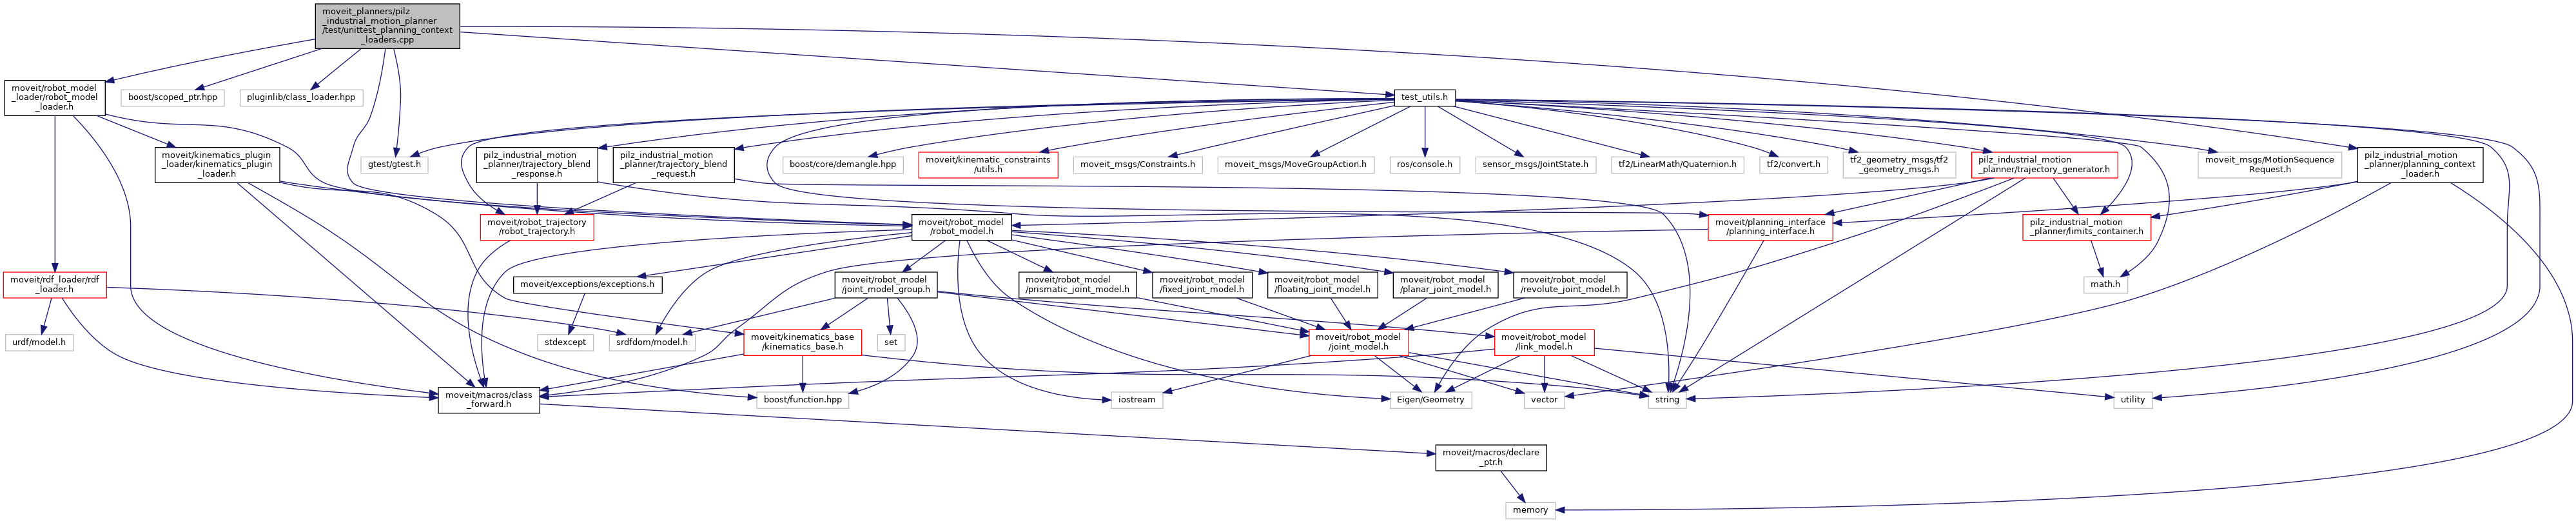 moveit_planners/pilz
_industrial_motion_planner
/test/unittest_planning_context
_loaders.cpp
moveit/robot_model
_loader/robot_model
_loader.h
boost/scoped_ptr.hpp
pluginlib/class_loader.hpp
test_utils.h
moveit/kinematics_plugin
_loader/kinematics_plugin
_loader.h
gtest/gtest.h
pilz_industrial_motion
_planner/trajectory_blend
_response.h
pilz_industrial_motion
_planner/trajectory_blend
_request.h
boost/core/demangle.hpp
moveit/kinematic_constraints
/utils.h
moveit_msgs/Constraints.h
moveit_msgs/MoveGroupAction.h
ros/console.h
sensor_msgs/JointState.h
tf2/LinearMath/Quaternion.h
tf2/convert.h
tf2_geometry_msgs/tf2
_geometry_msgs.h
pilz_industrial_motion
_planner/trajectory_generator.h
moveit_msgs/MotionSequence
Request.h
pilz_industrial_motion
_planner/planning_context
_loader.h
moveit/robot_trajectory
/robot_trajectory.h
moveit/robot_model
/robot_model.h
moveit/planning_interface
/planning_interface.h
pilz_industrial_motion
_planner/limits_container.h
moveit/rdf_loader/rdf
_loader.h
moveit/exceptions/exceptions.h
moveit/robot_model
/joint_model_group.h
moveit/robot_model
/prismatic_joint_model.h
moveit/robot_model
/fixed_joint_model.h
moveit/robot_model
/floating_joint_model.h
moveit/robot_model
/planar_joint_model.h
moveit/robot_model
/revolute_joint_model.h
math.h
urdf/model.h
stdexcept
srdfdom/model.h
moveit/kinematics_base
/kinematics_base.h
set
moveit/robot_model
/joint_model.h
moveit/robot_model
/link_model.h
moveit/macros/class
_forward.h
boost/function.hpp
iostream
Eigen/Geometry
vector
string
utility
moveit/macros/declare
_ptr.h
memory